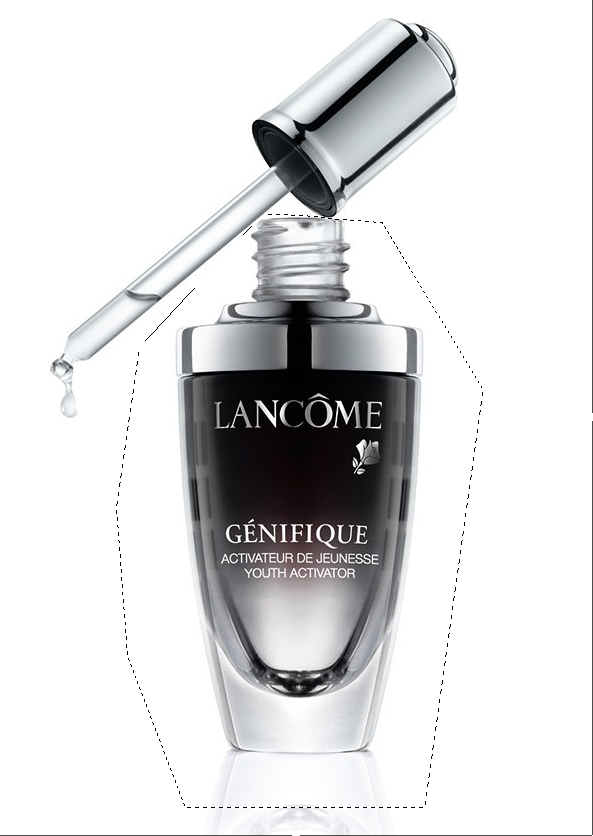 LANCÔME
GÉNIFIQUE
ACTIVATEUR DE JEUNESSE
YOUTH ACTIVATOR